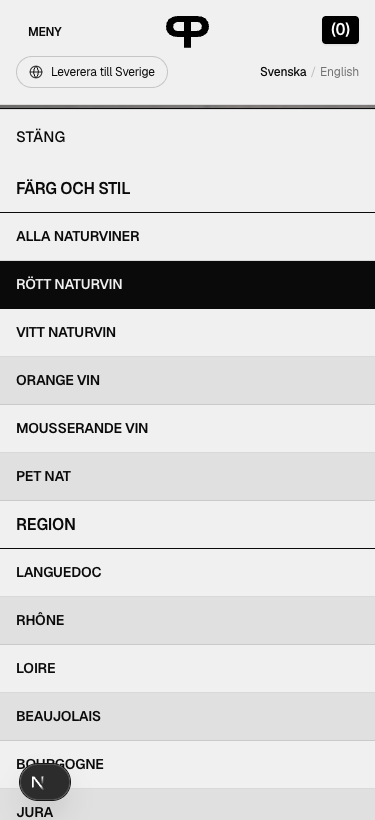 MENY
(0)
Leverera till Sverige
Svenska / English
STÄNG
FÄRG OCH STIL
ALLA NATURVINER
RÖTT NATURVIN
VITT NATURVIN
ORANGE VIN
MOUSSERANDE VIN
PET NAT
REGION
LANGUEDOC
RHÔNE
LOIRE
BEAUJOLAIS
BOURGOGNE
N
JURA